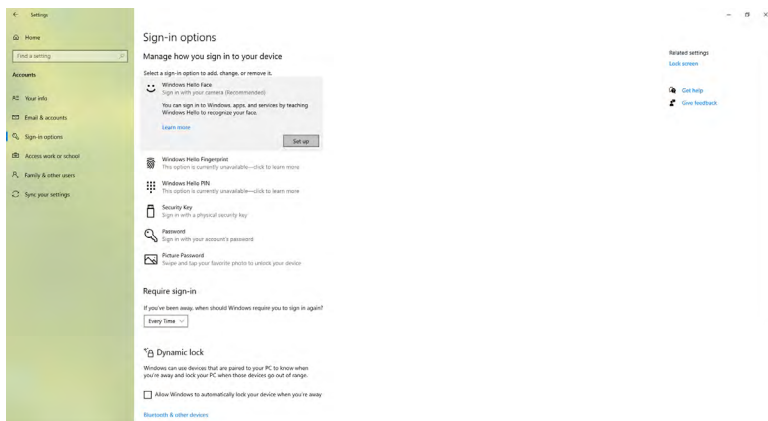 Settings
Home
Find a setting
Accounts
Your info
Email & accounts
Sign-in options
Access work or school
Family & other users
Sync your settings
Sign-in options
Manage how you sign in to your device
Select a sign-in option to add, change, or remove it.
Windows Hello Face
Sign in with your camera (Recommended)
You can sign in to Windows, apps, and services by teaching
Windows Hello to recognize your face.
Learn more
Set up
Windows Hello Fingerprint
This option is currently unavailable—click to learn more
Windows Hello PIN
This option is currently unavailable—click to learn more
Security Key
Sign in with a physical security key
Password
Sign in with your account's password
Picture Password
Swipe and tap your favorite photo to unlock your device
Require sign-in
If you've been away, when should Windows require you to sign in again?
Every Time
Dynamic lock
Windows can use devices that are paired to your PC to know when
you're away and lock your PC when those devices go out of range.
Allow Windows to automatically lock your device when you're away
Bluetooth & other devices
Related settings
Lock screen
Get help
Give feedback